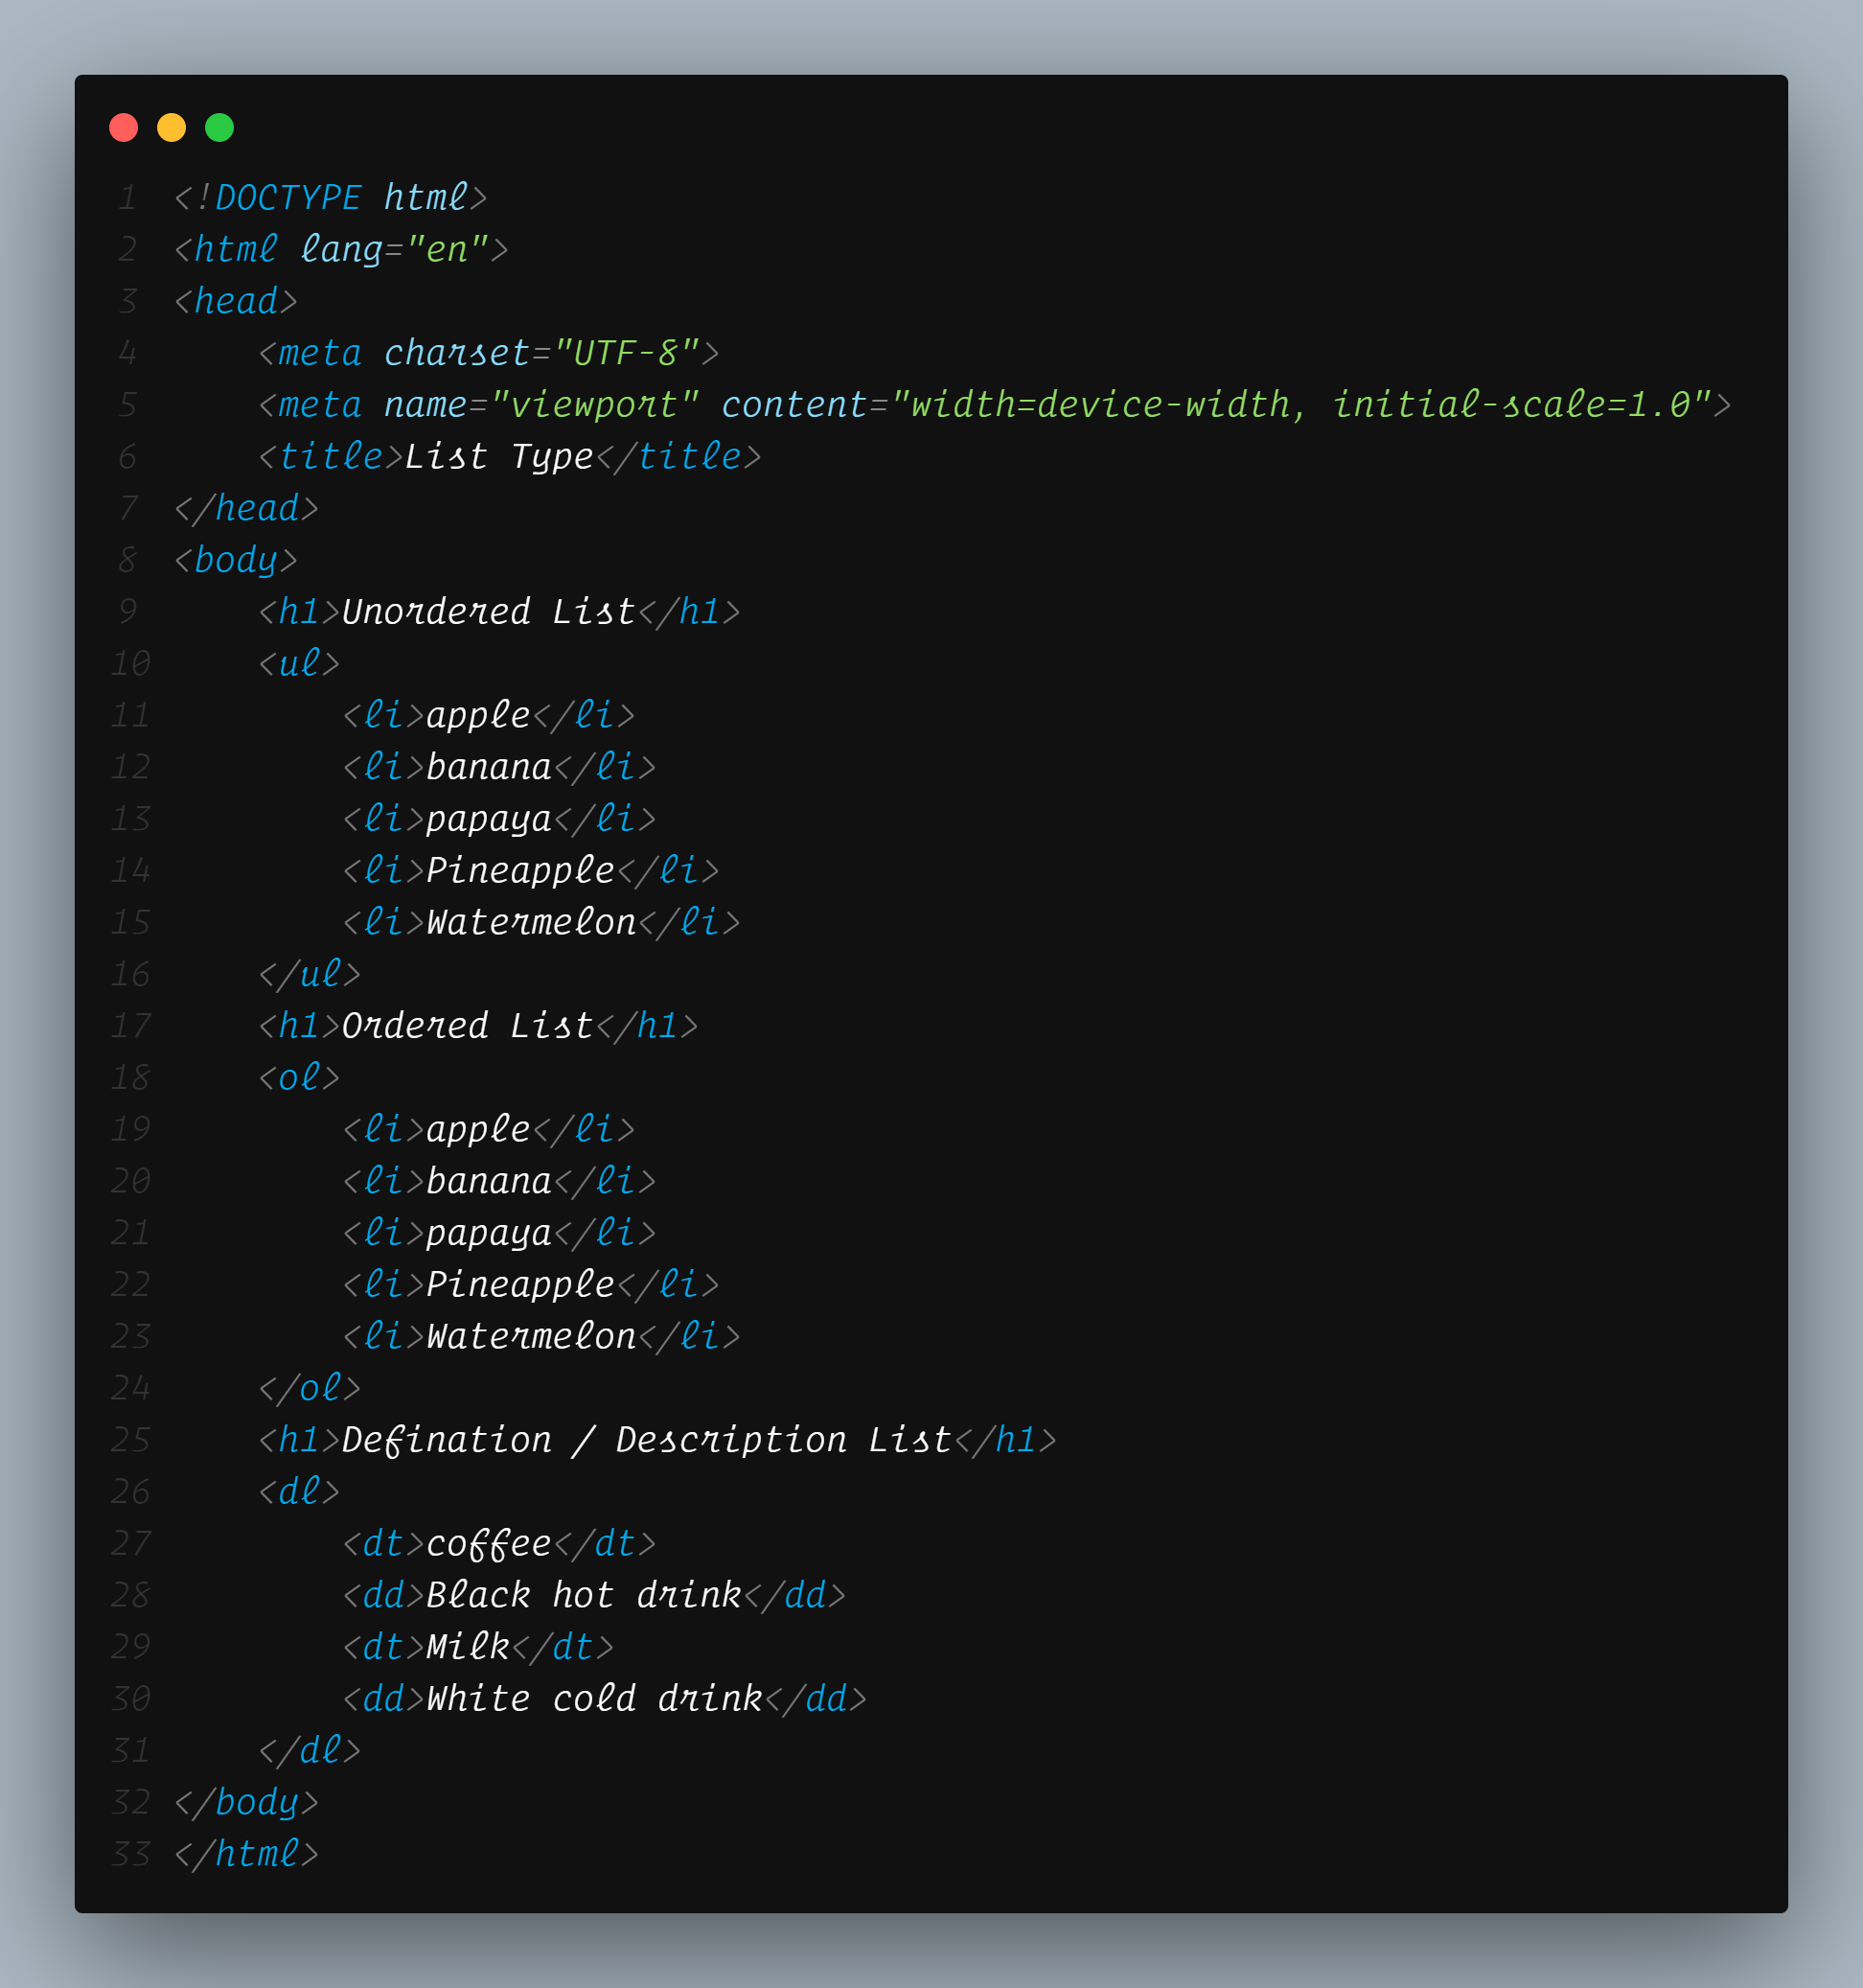 1 <!DOCTYPE html>
2 <html lang="en">
3 <head>
4     <meta charset="UTF-8">
5     <meta name="viewport" content="width=device-width, initial-scale=1.0">
6     <title>List Type</title>
7 </head>
8 <body>
9     <h1>Unordered List</h1>
10     <ul>
11         <li>apple</li>
12         <li>banana</li>
13         <li>papaya</li>
14         <li>Pineapple</li>
15         <li>Watermelon</li>
16     </ul>
17     <h1>Ordered List</h1>
18     <ol>
19         <li>apple</li>
20         <li>banana</li>
21         <li>papaya</li>
22         <li>Pineapple</li>
23         <li>Watermelon</li>
24     </ol>
25     <h1>Defination / Description List</h1>
26     <dl>
27         <dt>coffee</dt>
28         <dd>Black hot drink</dd>
29         <dt>Milk</dt>
30         <dd>White cold drink</dd>
31     </dl>
32 </body>
33 </html>